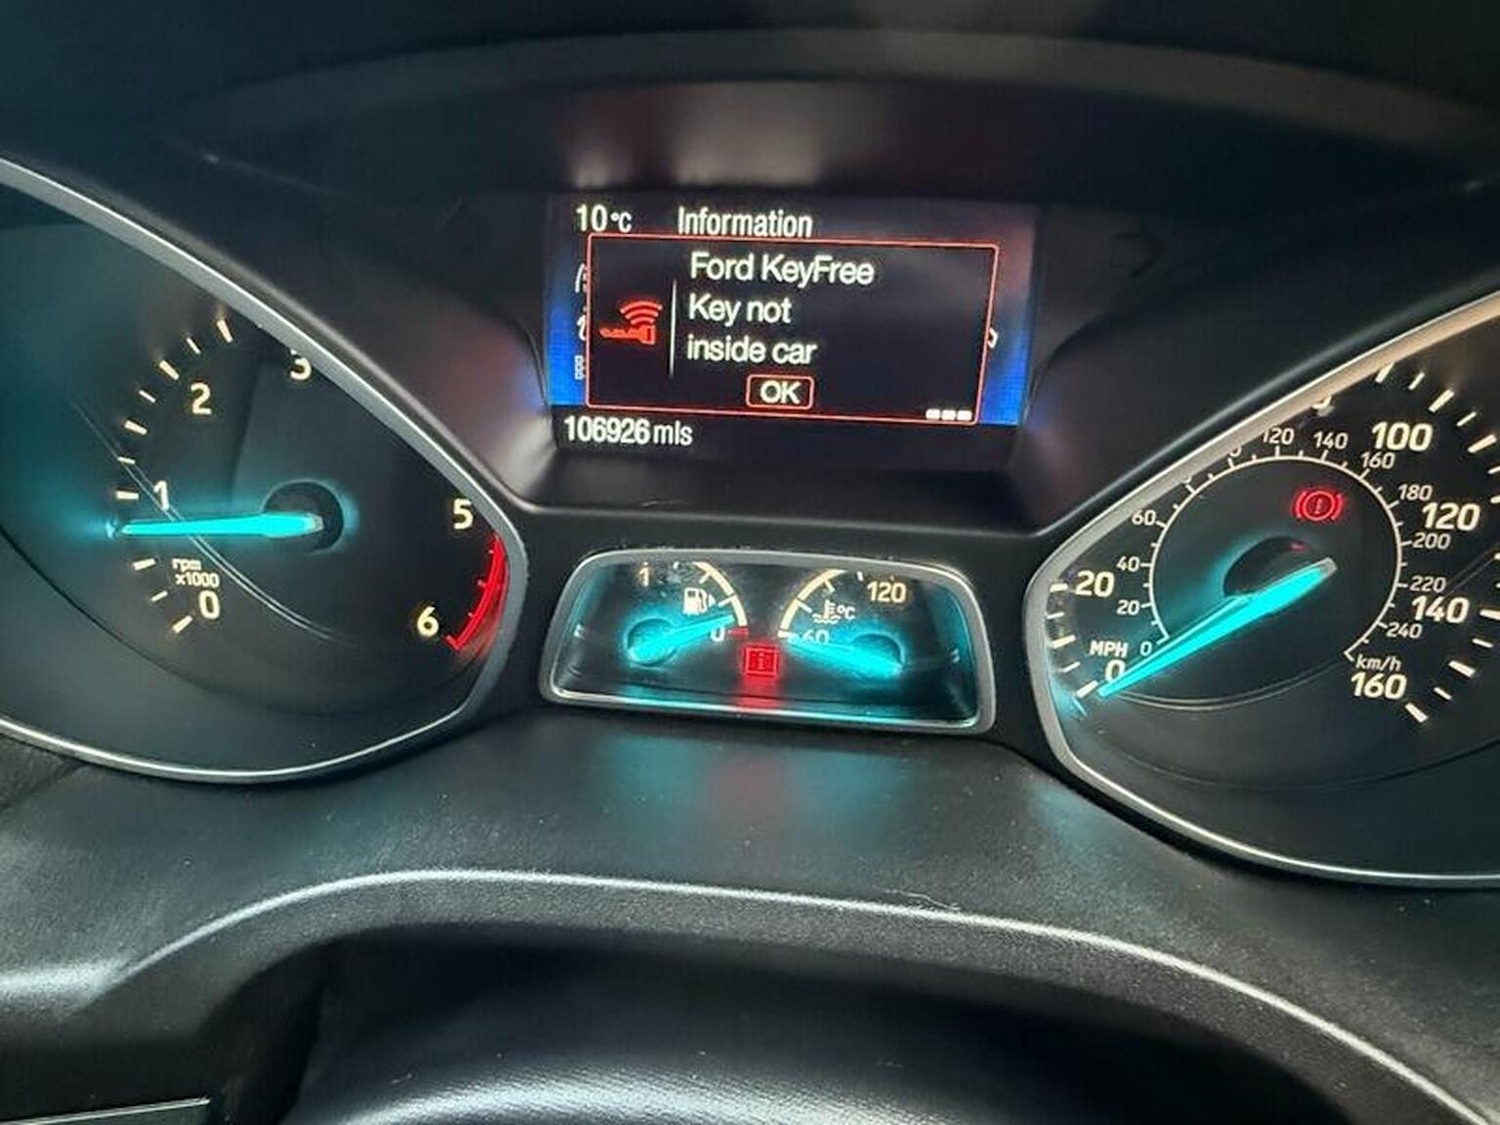 10°C Information
Ford KeyFree
Key not
inside car
OK
106926 mls
1 2 3 5 6
rpm
x1000
0
1 0
°C 60 120
0 20 100 120 140 160
MPH
0 20 40 60 120 140 160 180 200 220 240
km/h